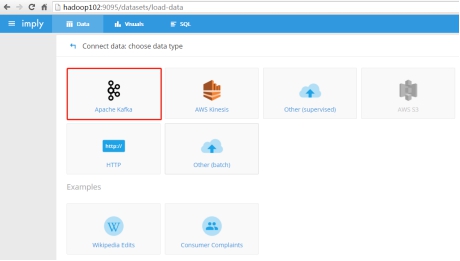 hadoop102:9095/datasets/load-data
imply Data Visuals SQL
Connect data: choose data type
Apache Kafka AWS Kinesis Other (supervised) AWS S3
http://
HTTP Other (batch)
Examples
W
Wikipedia Edits Consumer Complaints